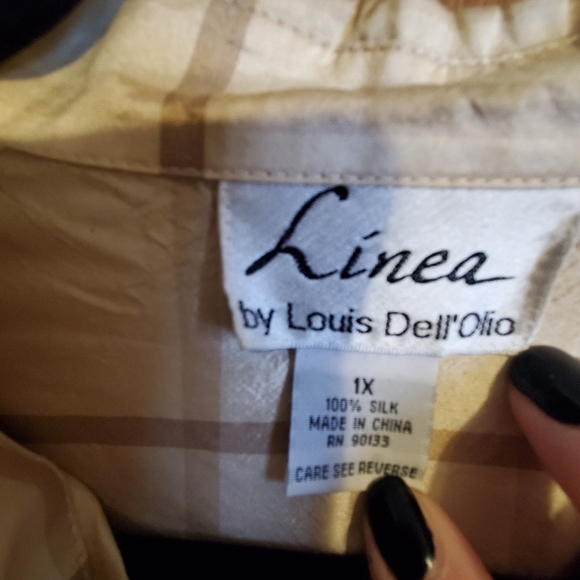 Linea
by Louis Dell'Olio
1X
100% SILK
MADE IN CHINA
RN 90133
CARE SEE REVERSE